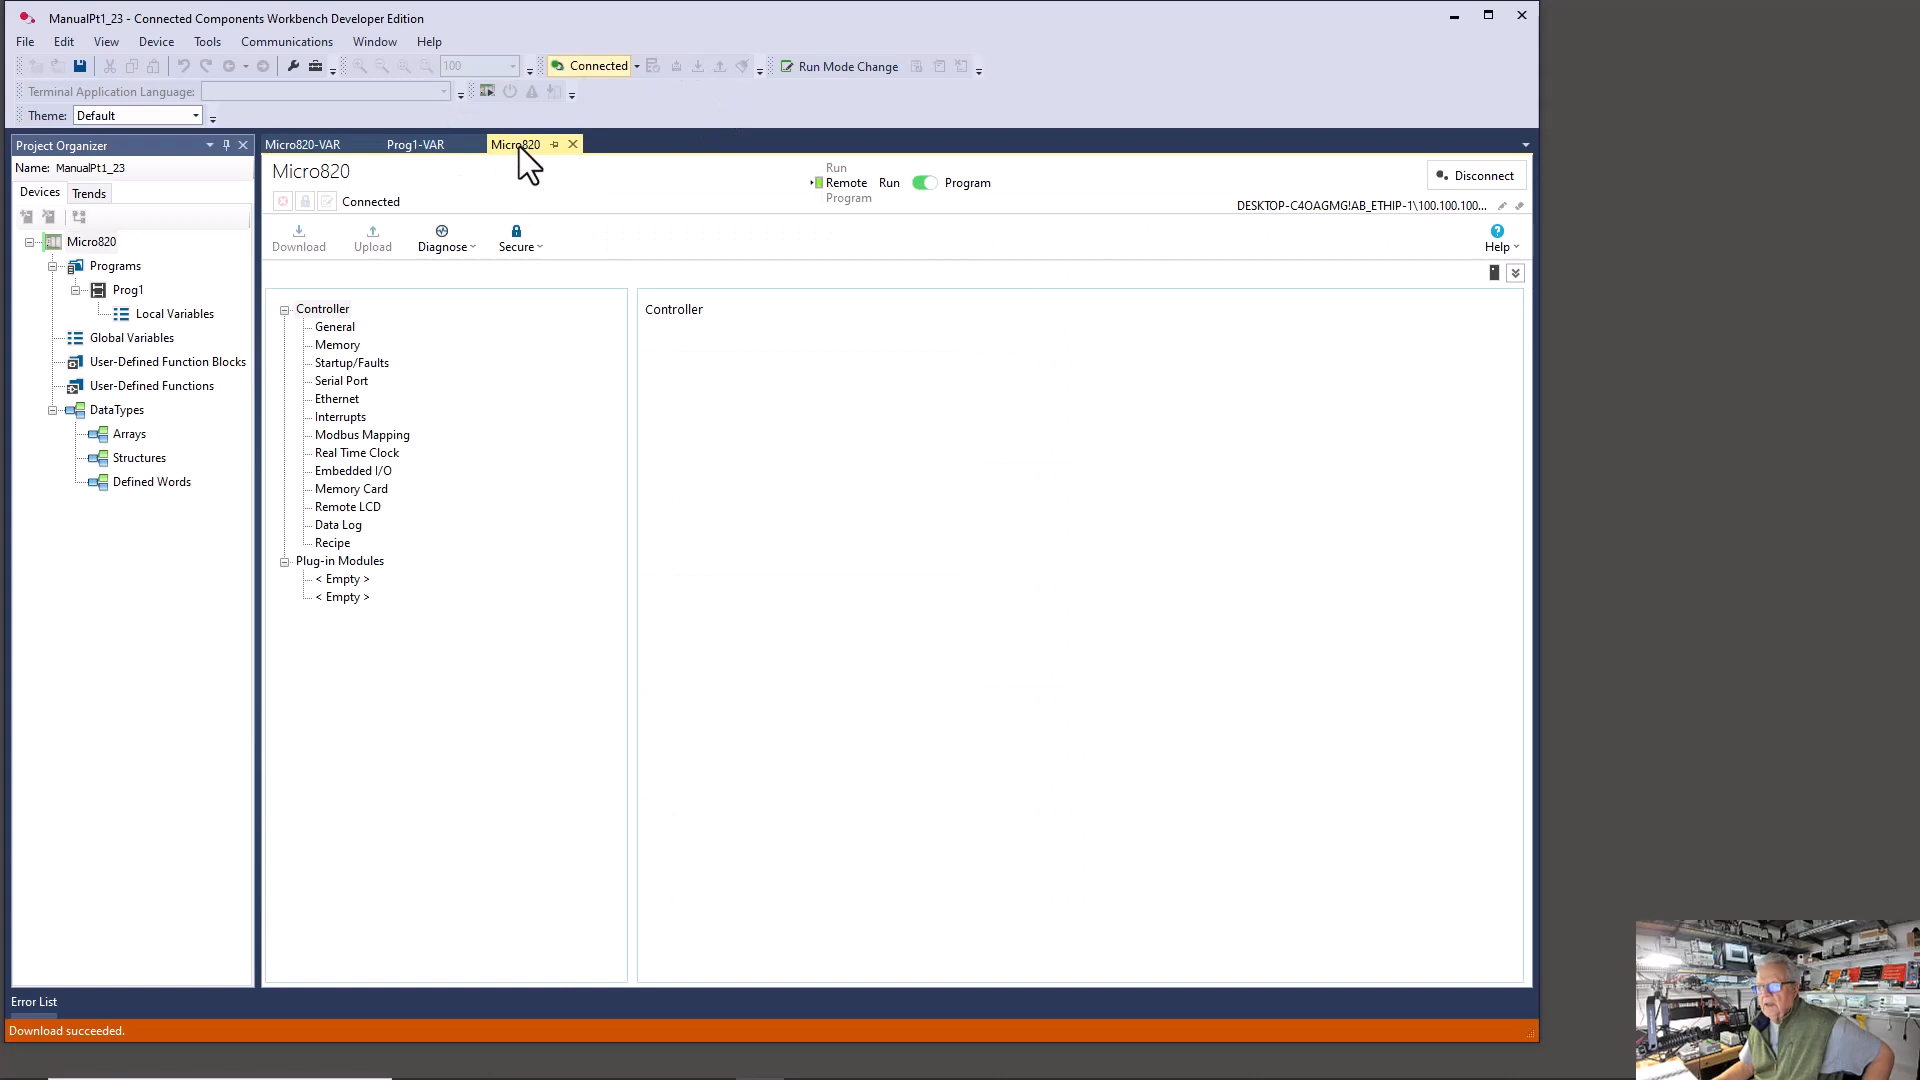 ManualPt1_23 - Connected Components Workbench Developer Edition
File Edit View Device Tools Communications Window Help
100 Connected Run Mode Change
Terminal Application Language:
Theme: Default
Project Organizer
Name: ManualPt1_23
Devices Trends
Micro820
Programs
Prog1
Local Variables
Global Variables
User-Defined Function Blocks
User-Defined Functions
DataTypes
Arrays
Structures
Defined Words
Micro820-VAR Prog1-VAR Micro820
Micro820
Connected
Run
Remote Run Program
Program
Disconnect
DESKTOP-C4OAGMG!AB_ETHIP-1\100.100.100...
Download Upload Diagnose Secure Help
Controller
General
Memory
Startup/Faults
Serial Port
Ethernet
Interrupts
Modbus Mapping
Real Time Clock
Embedded I/O
Memory Card
Remote LCD
Data Log
Recipe
Plug-in Modules
< Empty >
< Empty >
Controller
Error List
Download succeeded.